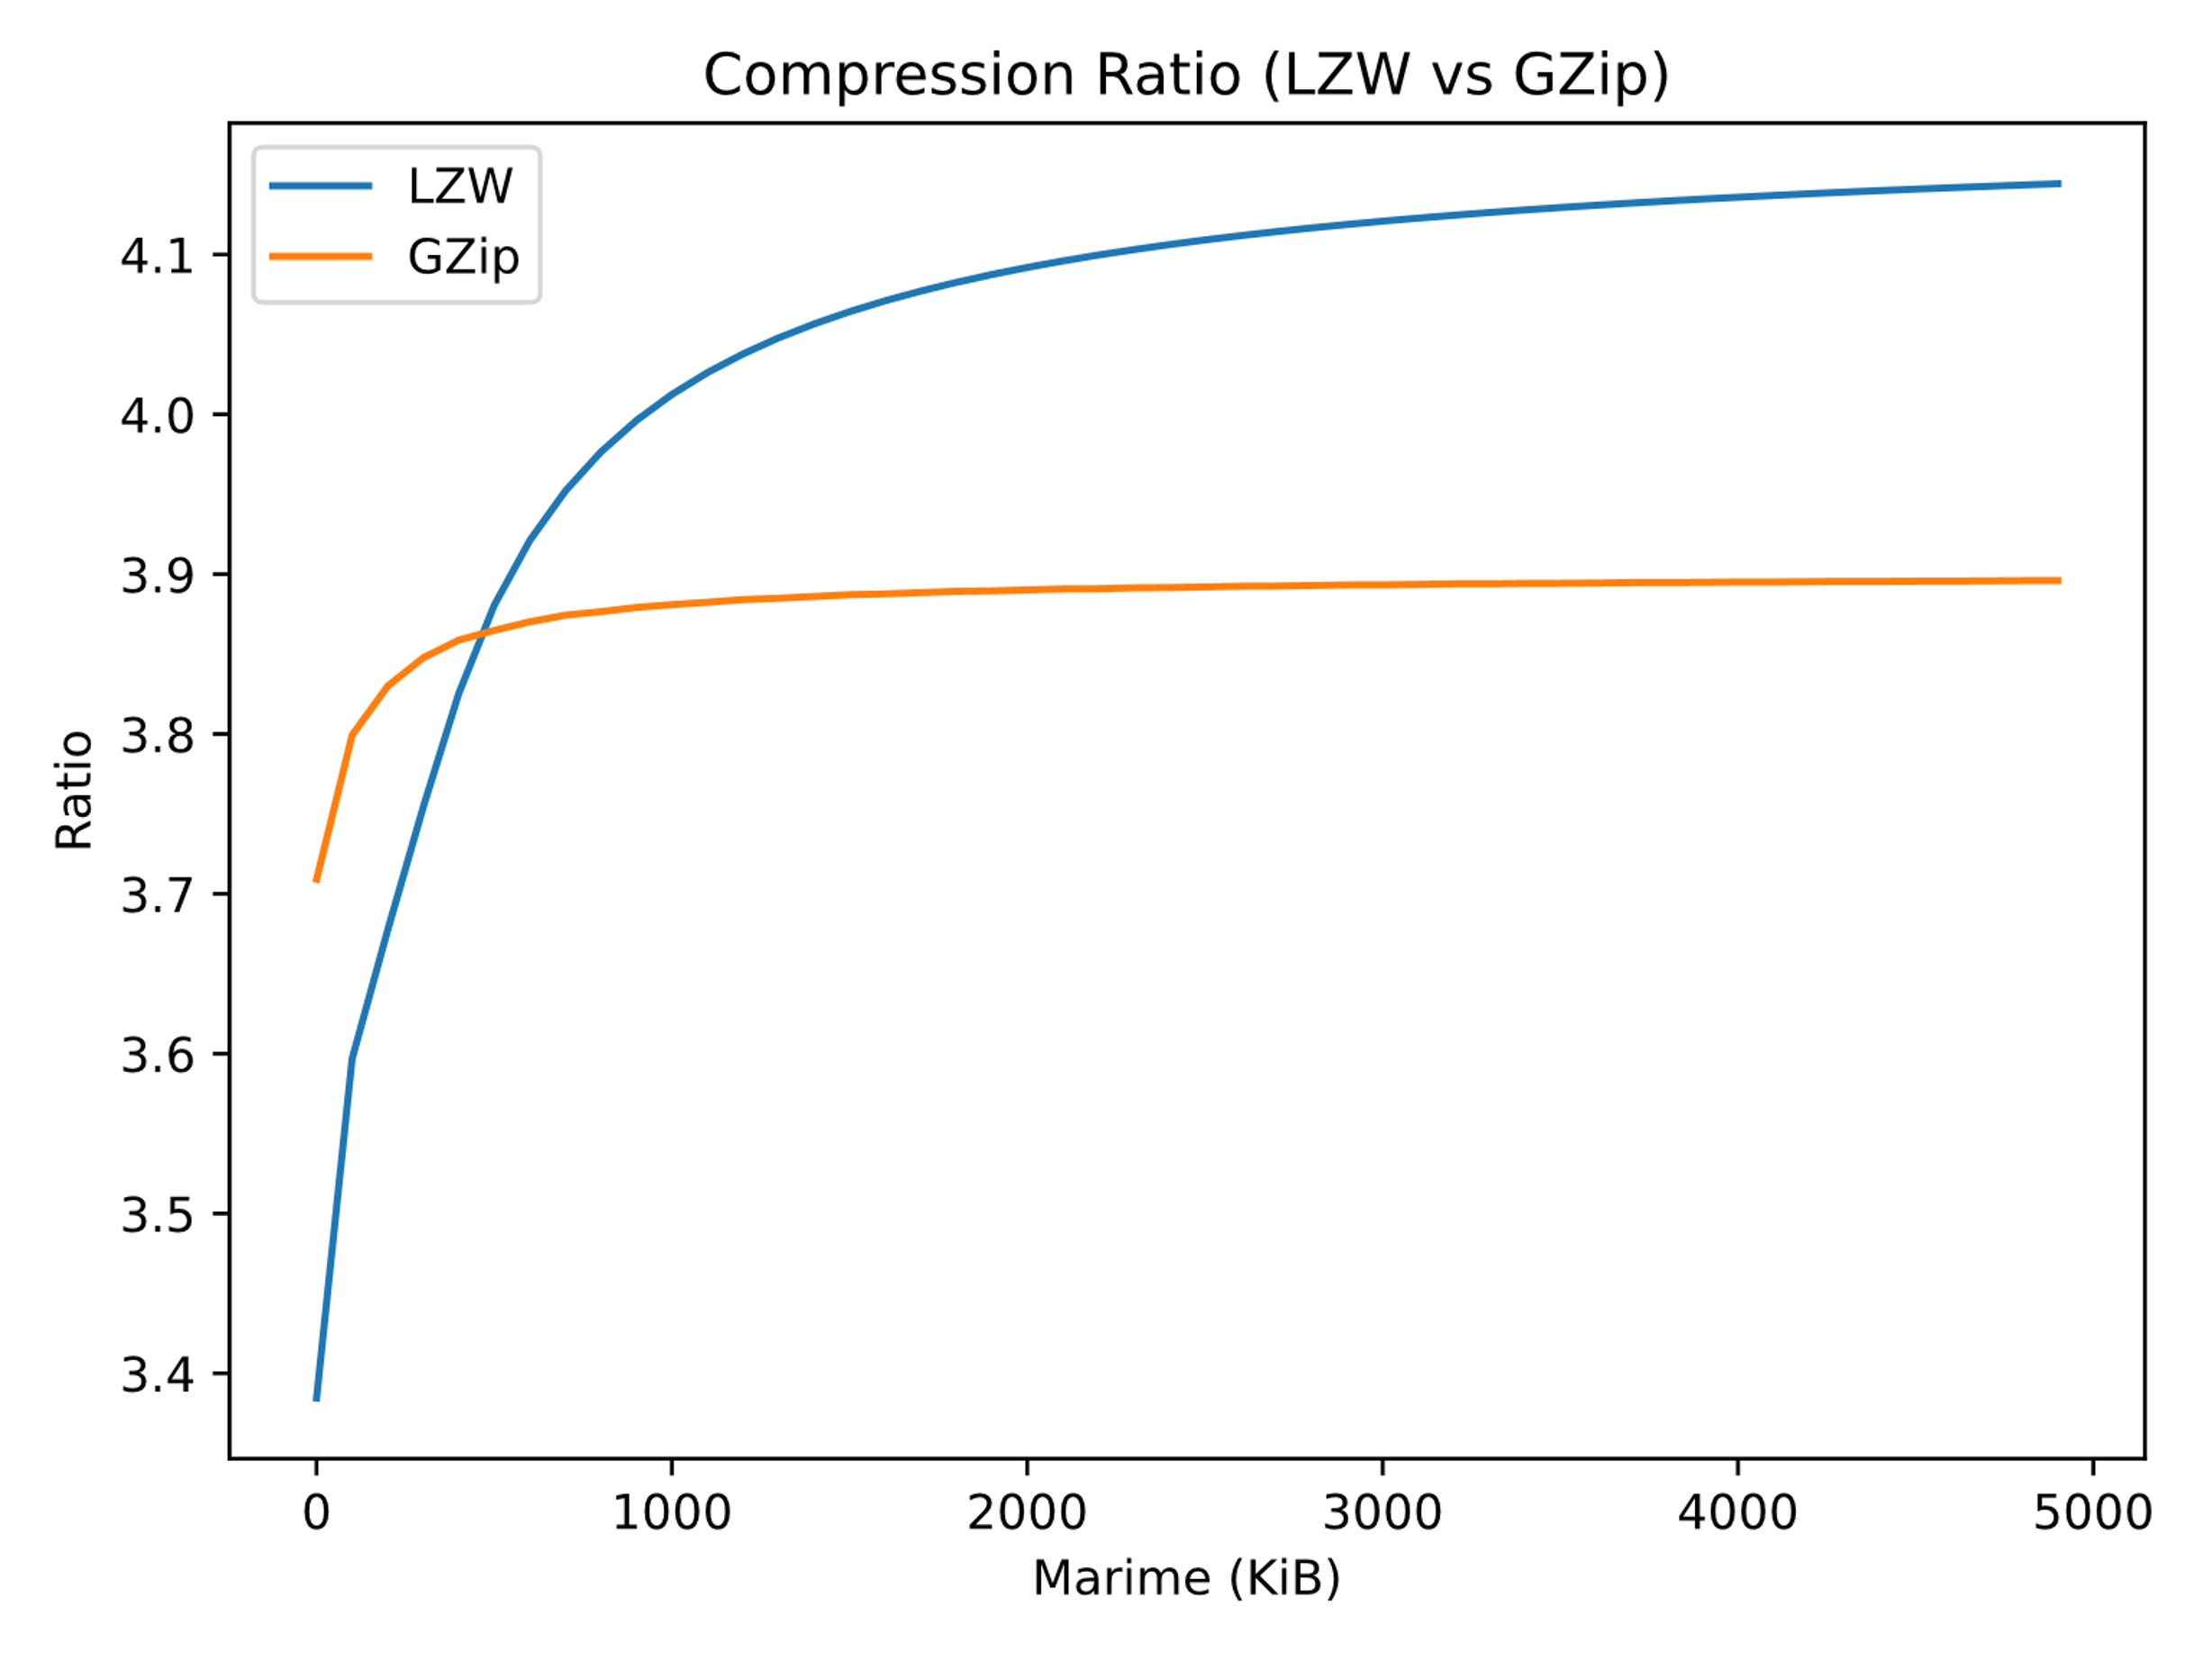 Compression Ratio (LZW vs GZip)
LZW
GZip
4.1
4.0
3.9
3.8
3.7
3.6
3.5
3.4
Ratio
0 1000 2000 3000 4000 5000
Marime (KiB)